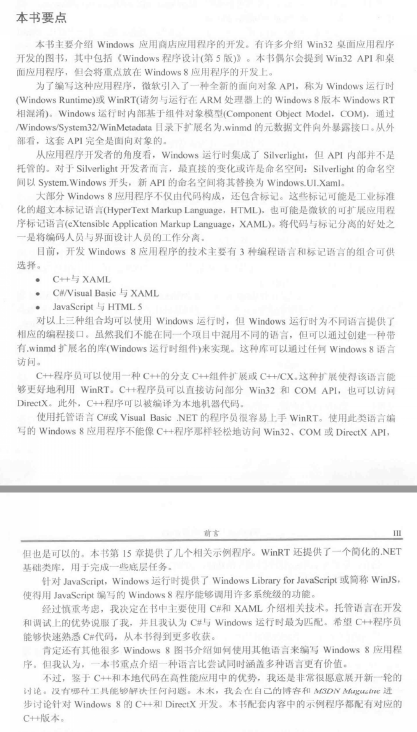 本书要点
本书主要介绍 Windows 应用商店应用程序的开发。有许多介绍 Win32 桌面应用程序
开发的图书，其中包括《Windows 程序设计(第 5 版)》。本书偶尔会提到 Win32 API 和桌
面应用程序，但会将重点放在 Windows 8 应用程序的开发上。
为了编写这种应用程序，微软引入了一种全新的面向对象 API，称为 Windows 运行时
(Windows Runtime)或 WinRT(请勿与运行在 ARM 处理器上的 Windows 8 版本 Windows RT
相混淆)。Windows 运行时内部基于组件对象模型(Component Object Model，COM)，通过
/Windows/System32/WinMetadata 目录下扩展名为.winmd 的元数据文件向外暴露接口。从外
部看，这套 API 完全是面向对象的。
从应用程序开发者的角度看，Windows 运行时集成了 Silverlight，但 API 内部并不是
托管的。对于 Silverlight 开发者而言，最直接的变化或许是命名空间：Silverlight 的命名空
间以 System.Windows 开头，新 API 的命名空间将其替换为 Windows.UI.Xaml。
大部分 Windows 8 应用程序不仅由代码构成，还包含标记。这些标记可能是工业标准
化的超文本标记语言(HyperText Markup Language，HTML)，也可能是微软的可扩展应用程
序标记语言(eXtensible Application Markup Language，XAML)。将代码与标记分离的好处之
一是将编码人员与界面设计人员的工作分离。
目前，开发 Windows 8 应用程序的技术主要有 3 种编程语言和标记语言的组合可供
选择。
● C++与 XAML
● C#/Visual Basic 与 XAML
● JavaScript 与 HTML 5
对以上三种组合均可以使用 Windows 运行时，但 Windows 运行时为不同语言提供了
相应的编程接口。虽然我们不能在同一个项目中混用不同的语言，但可以通过创建一种带
有.winmd 扩展名的库(Windows 运行时组件)来实现。这种库可以通过任何 Windows 8 语言
访问。
C++程序员可以使用一种 C++的分支 C++组件扩展或 C++/CX。这种扩展使得该语言能
够更好地利用 WinRT。C++程序员可以直接访问部分 Win32 和 COM API，也可以访问
DirectX。此外，C++程序可以被编译为本地机器代码。
使用托管语言 C#或 Visual Basic .NET 的程序员很容易上手 WinRT。使用此类语言编
写的 Windows 8 应用程序不能像 C++程序那样轻松地访问 Win32、COM 或 DirectX API，
前言 III
但也是可以的。本书第 15 章提供了几个相关示例程序。WinRT 还提供了一个简化的.NET
基础类库，用于完成一些底层任务。
针对 JavaScript，Windows 运行时提供了 Windows Library for JavaScript 或简称 WinJS，
使得用 JavaScript 编写的 Windows 8 程序能够调用许多系统级的功能。
经过慎重考虑，我决定在书中主要使用 C#和 XAML 介绍相关技术。托管语言在开发
和调试上的优势说服了我，并且我认为 C#与 Windows 运行时最为匹配。希望 C++程序员
能够快速熟悉 C#代码，从本书得到更多收获。
肯定还有其他很多 Windows 8 图书介绍如何使用其他语言来编写 Windows 8 应用程
序。但我认为，一本书重点介绍一种语言比尝试同时涵盖多种语言更有价值。
不过，鉴于 C++和本地代码在高性能应用中的优势，我还是非常很愿意展开新一轮的
讨论。没有哪种工具能够解决任何问题。未来，我会在自己的博客和 MSDN Magazine 进
步讨论针对 Windows 8 的 C++和 DirectX 开发。本书配套内容中的示例程序都配有对应的
C++版本。